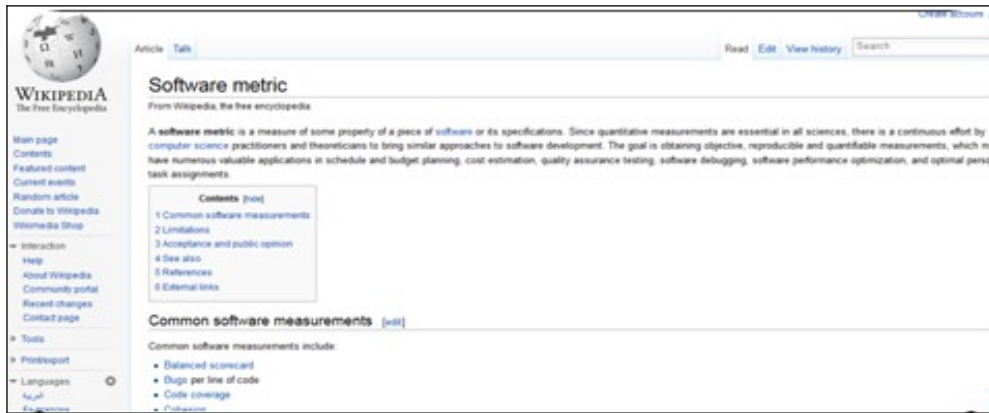 Create account
Article Talk Read Edit View history Search
WIKIPEDIA
The Free Encyclopedia
Main page
Contents
Featured content
Current events
Random article
Donate to Wikipedia
Wikimedia Shop
Interaction
Help
About Wikipedia
Community portal
Recent changes
Contact page
Tools
Print/export
Languages
العربية
Software metric
From Wikipedia, the free encyclopedia
A software metric is a measure of some property of a piece of software or its specifications. Since quantitative measurements are essential in all sciences, there is a continuous effort by
computer science practitioners and theoreticians to bring similar approaches to software development. The goal is obtaining objective, reproducible and quantifiable measurements, which m
have numerous valuable applications in schedule and budget planning, cost estimation, quality assurance testing, software debugging, software performance optimization, and optimal perso
task assignments.
Contents [hide]
1 Common software measurements
2 Limitations
3 Acceptance and public opinion
4 See also
5 References
6 External links
Common software measurements [edit]
Common software measurements include:
Balanced scorecard
Bugs per line of code
Code coverage
Cohesion